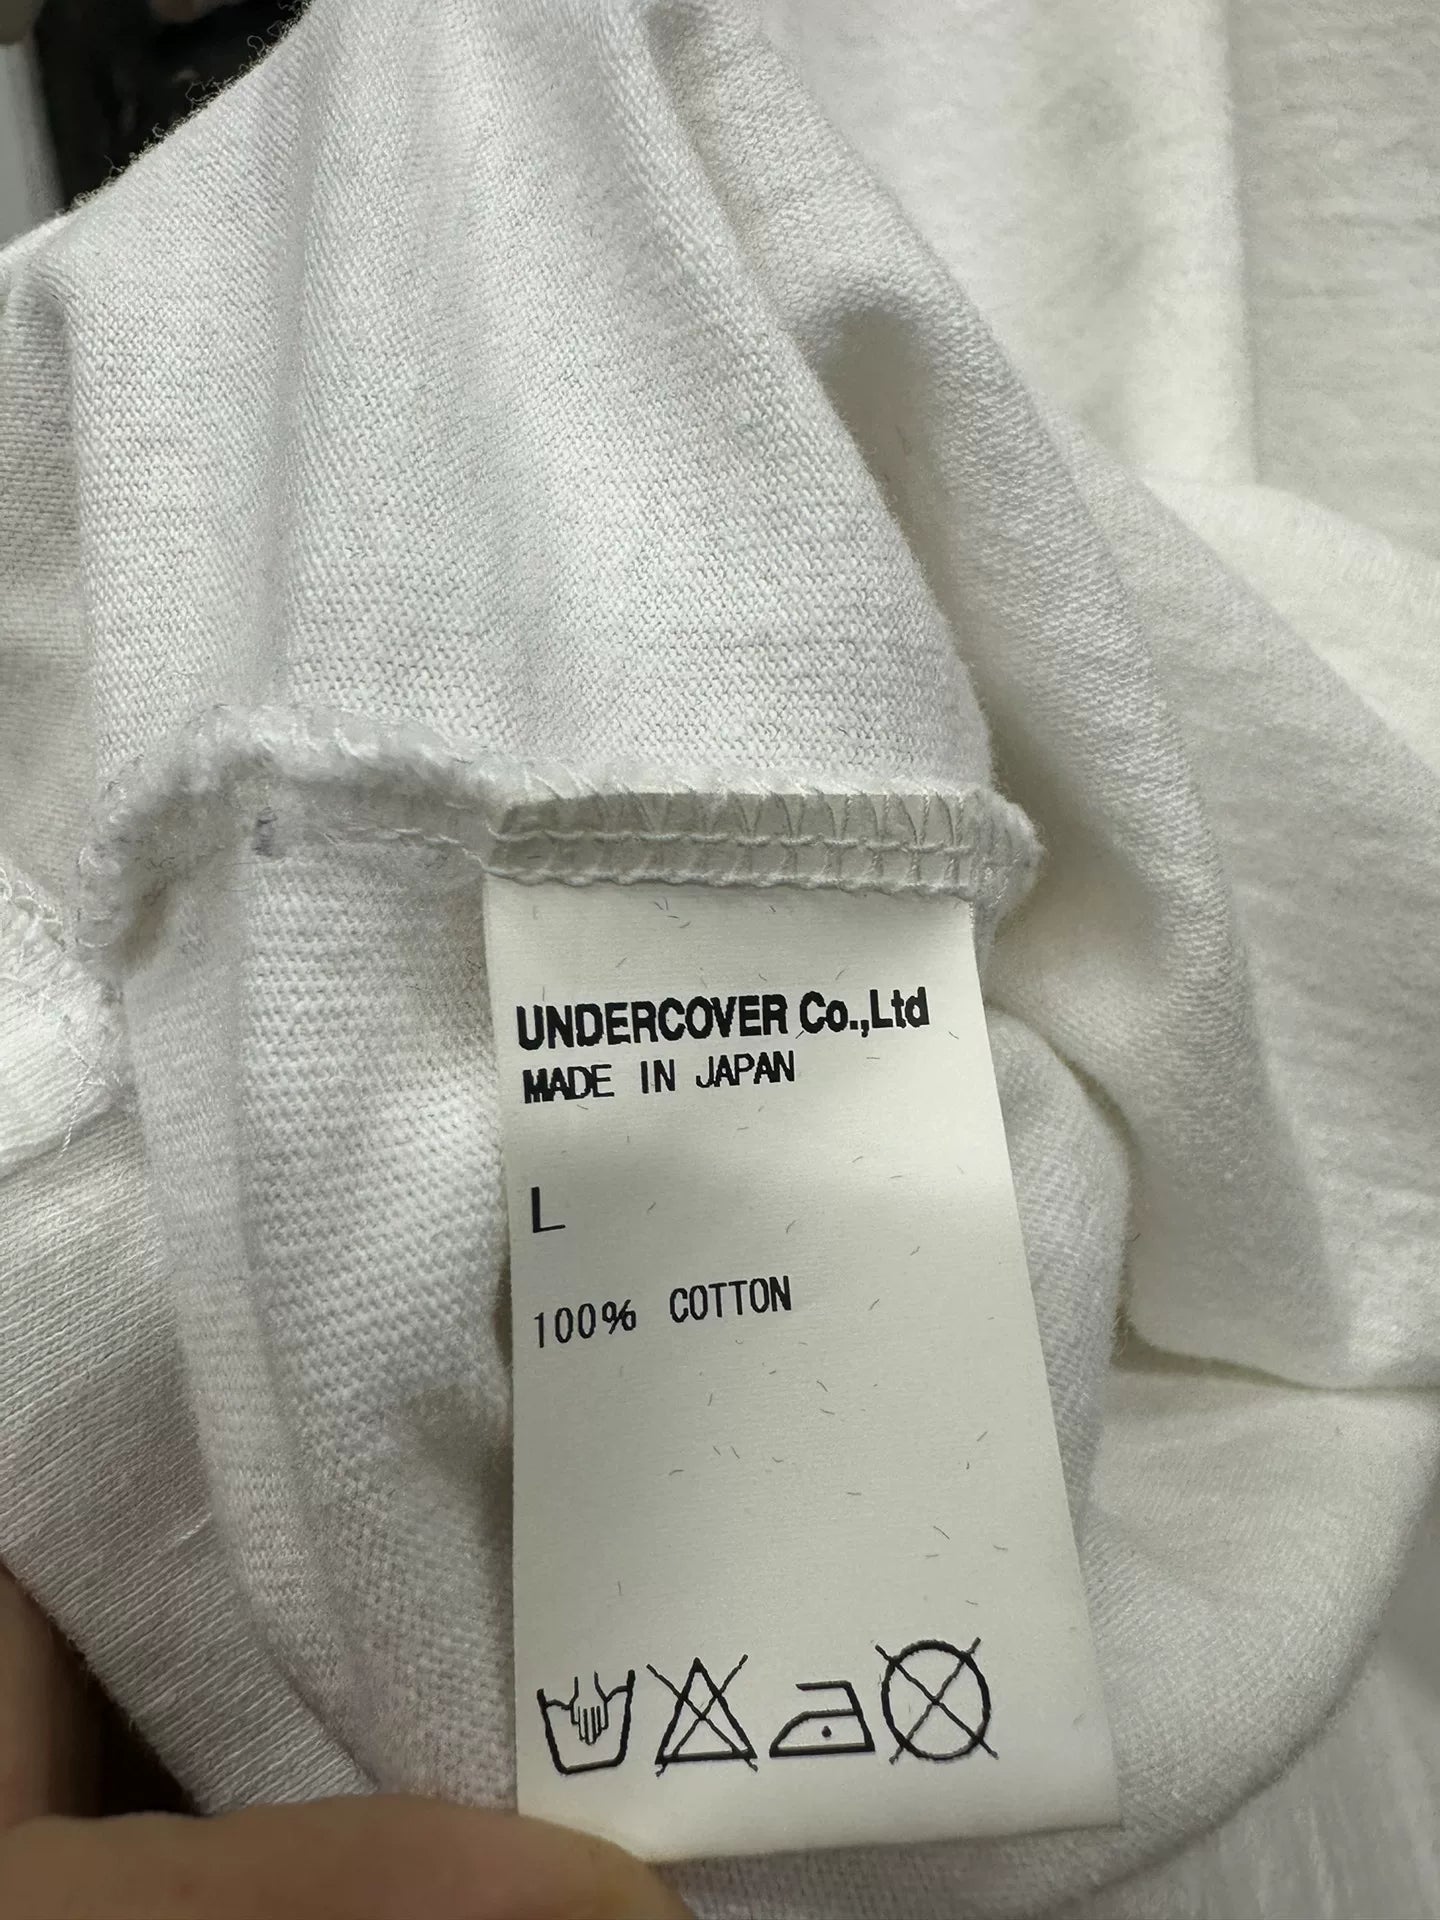 UNDERCOVER Co.,Ltd
MADE IN JAPAN
L
100% COTTON